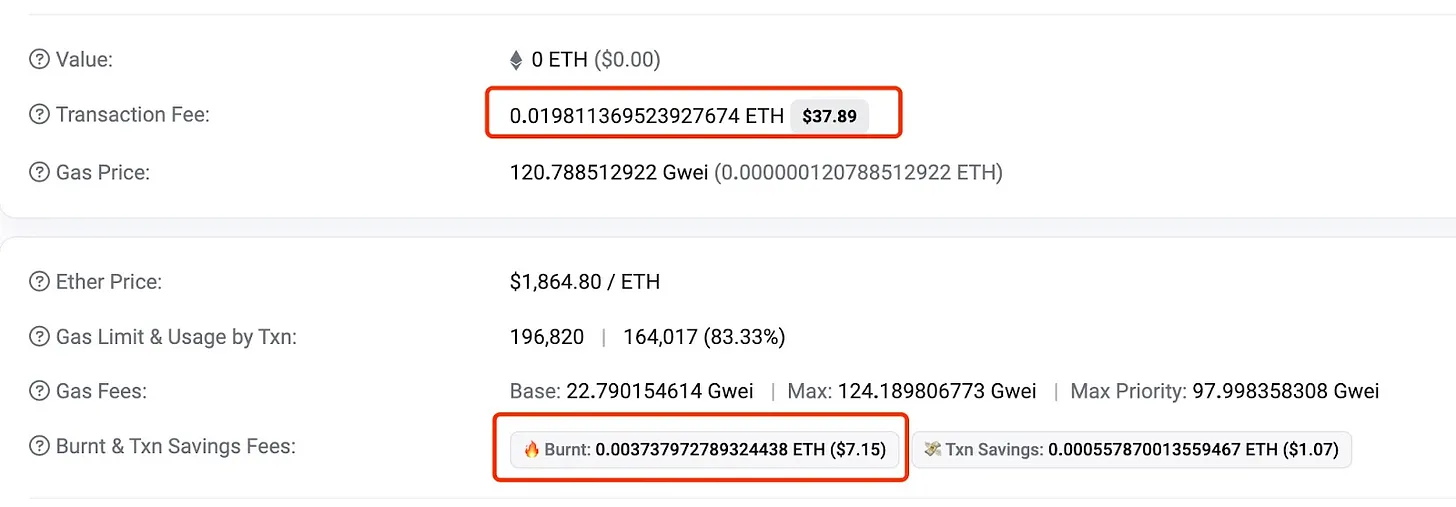 Value: 0 ETH ($0.00)
Transaction Fee: 0.019811369523927674 ETH $37.89
Gas Price: 120.788512922 Gwei (0.000000120788512922 ETH)
Ether Price: $1,864.80 / ETH
Gas Limit & Usage by Txn: 196,820 | 164,017 (83.33%)
Gas Fees: Base: 22.790154614 Gwei | Max: 124.189806773 Gwei | Max Priority: 97.998358308 Gwei
Burnt & Txn Savings Fees: 🔥 Burnt: 0.003737972789324438 ETH ($7.15) 💸 Txn Savings: 0.000557870013559467 ETH ($1.07)